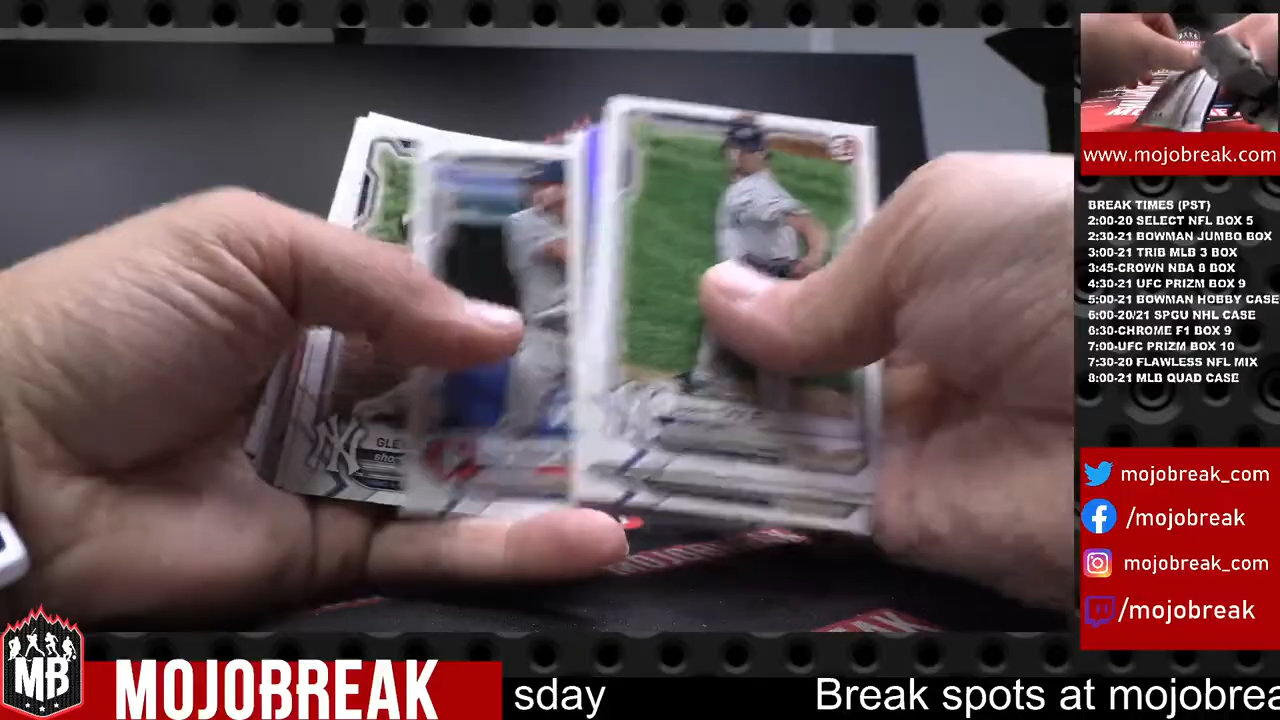 www.mojobreak.com
BREAK TIMES (PST)
2:00-20 SELECT NFL BOX 5
2:30-21 BOWMAN JUMBO BOX
3:00-21 TRIB MLB 3 BOX
3:45-CROWN NBA 8 BOX
4:30-21 UFC PRIZM BOX 9
5:00-21 BOWMAN HOBBY CASE
6:00-20/21 SPGU NHL CASE
6:30-CHROME F1 BOX 9
7:00-UFC PRIZM BOX 10
7:30-20 FLAWLESS NFL MIX
8:00-21 MLB QUAD CASE
mojobreak_com
/mojobreak
mojobreak_com
/mojobreak
NY
GLE
sho
MOJOBREAK
MB
MOJOBREAK
sday
Break spots at mojobrea